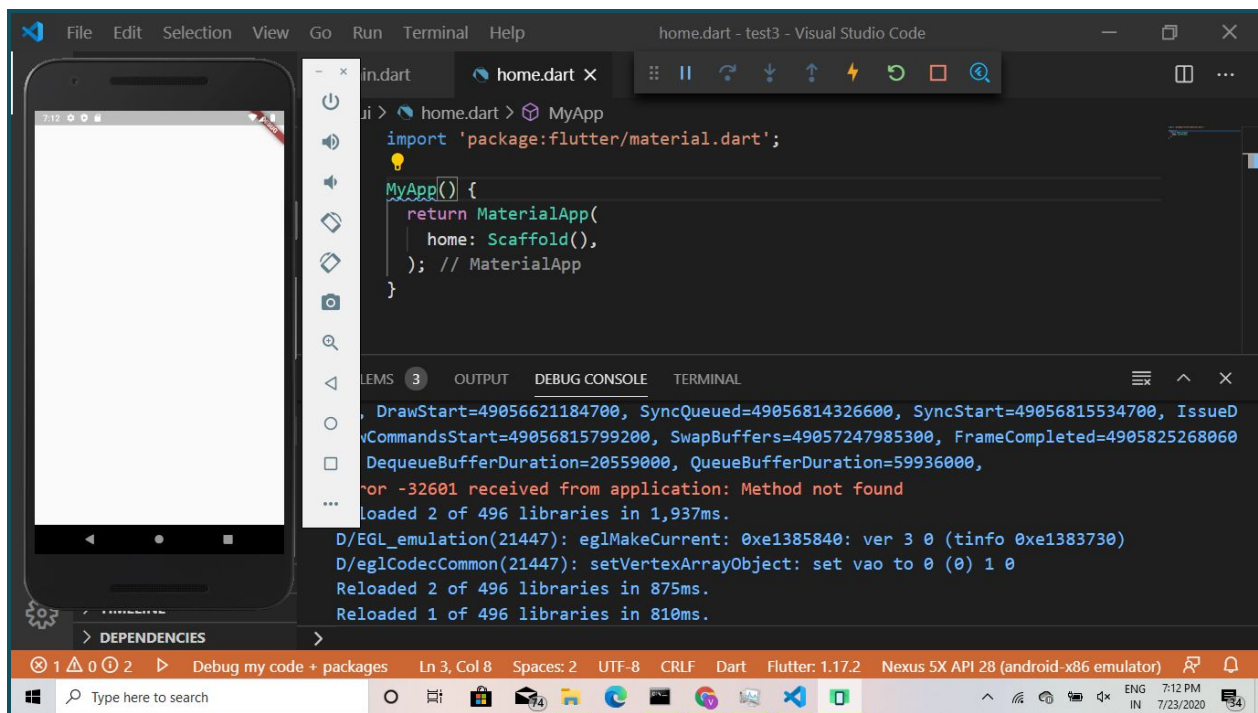 File Edit Selection View Go Run Terminal Help home.dart - test3 - Visual Studio Code
in.dart home.dart
7:12
ui > home.dart > MyApp
import 'package:flutter/material.dart';
MyApp() {
return MaterialApp(
home: Scaffold(),
); // MaterialApp
}
LEMS 3 OUTPUT DEBUG CONSOLE TERMINAL
, DrawStart=49056621184700, SyncQueued=49056814326600, SyncStart=49056815534700, IssueD
wCommandsStart=49056815799200, SwapBuffers=49057247985300, FrameCompleted=4905825268060
DequeueBufferDuration=20559000, QueueBufferDuration=59936000,
ror -32601 received from application: Method not found
loaded 2 of 496 libraries in 1,937ms.
D/EGL_emulation(21447): eglMakeCurrent: 0xe1385840: ver 3 0 (tinfo 0xe1383730)
D/eglCodecCommon(21447): setVertexArrayObject: set vao to 0 (0) 1 0
Reloaded 2 of 496 libraries in 875ms.
Reloaded 1 of 496 libraries in 810ms.
> TIMELINE
> DEPENDENCIES
>
1 0 2 Debug my code + packages Ln 3, Col 8 Spaces: 2 UTF-8 CRLF Dart Flutter: 1.17.2 Nexus 5X API 28 (android-x86 emulator)
Type here to search 74 ENG 7:12 PM
IN 7/23/2020 34